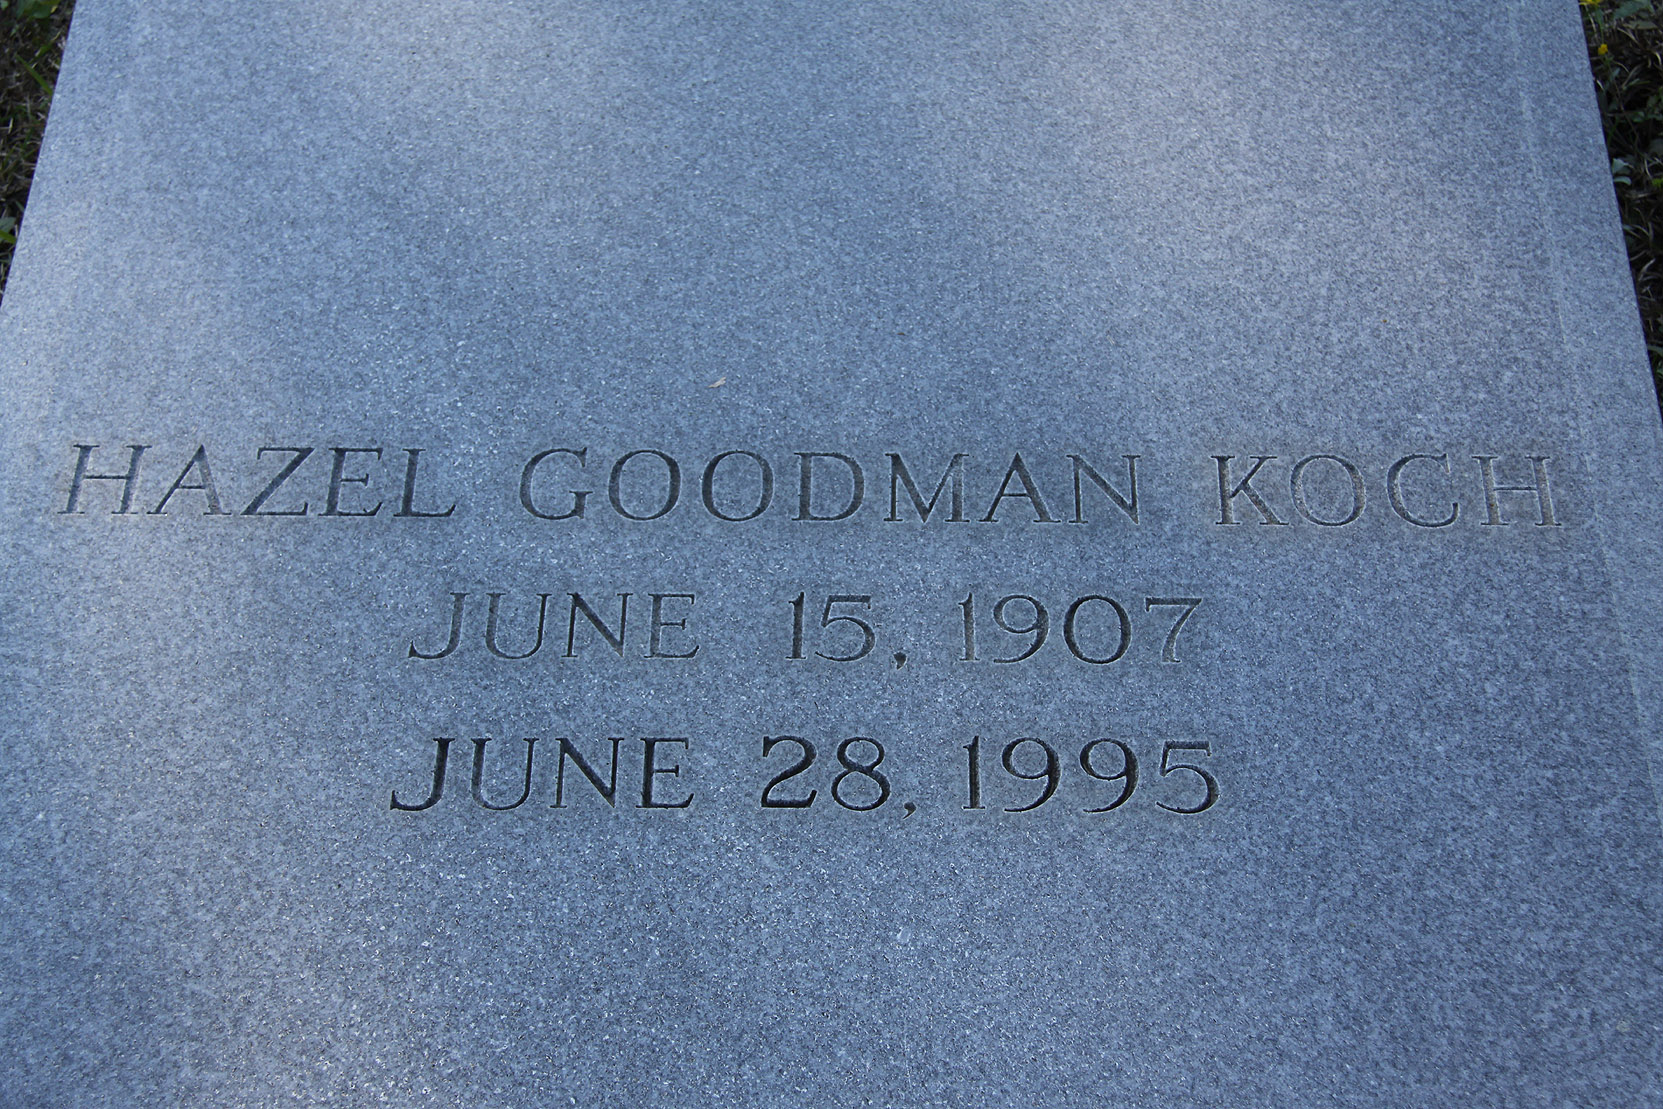 HAZEL GOODMAN KOCH
JUNE 15, 1907
JUNE 28, 1995